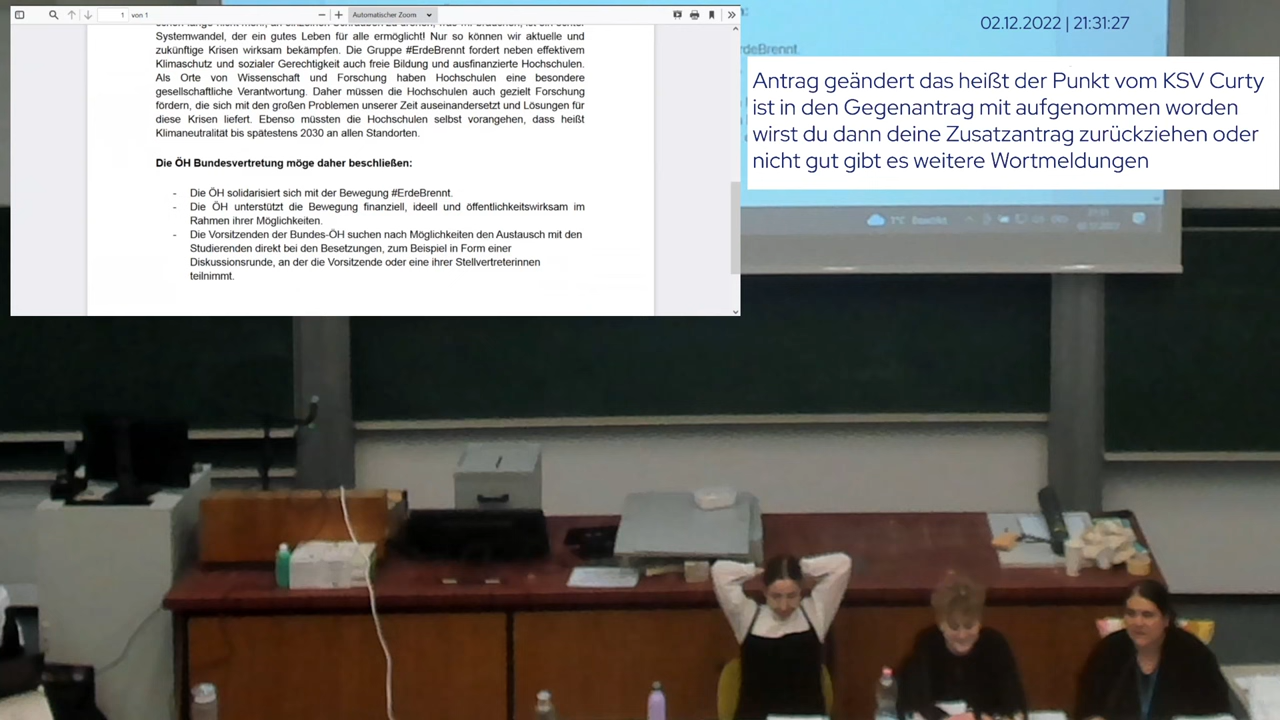 1 von 1
Automatischer Zoom
Systemwandel, der ein gutes Leben für alle ermöglicht! Nur so können wir aktuelle und
zukünftige Krisen wirksam bekämpfen. Die Gruppe #ErdeBrennt fordert neben effektivem
Klimaschutz und sozialer Gerechtigkeit auch freie Bildung und ausfinanzierte Hochschulen.
Als Orte von Wissenschaft und Forschung haben Hochschulen eine besondere
gesellschaftliche Verantwortung. Daher müssen die Hochschulen auch gezielt Forschung
fördern, die sich mit den großen Problemen unserer Zeit auseinandersetzt und Lösungen für
diese Krisen liefert. Ebenso müssten die Hochschulen selbst vorangehen, dass heißt
Klimaneutralität bis spätestens 2030 an allen Standorten.
Die ÖH Bundesvertretung möge daher beschließen:
- Die ÖH solidarisiert sich mit der Bewegung #ErdeBrennt.
- Die ÖH unterstützt die Bewegung finanziell, ideell und öffentlichkeitswirksam im
Rahmen ihrer Möglichkeiten.
- Die Vorsitzenden der Bundes-ÖH suchen nach Möglichkeiten den Austausch mit den
Studierenden direkt bei den Besetzungen, zum Beispiel in Form einer
Diskussionsrunde, an der die Vorsitzende oder eine ihrer Stellvertreterinnen
teilnimmt.
02.12.2022 | 21:31:27
rdeBrennt.
Antrag geändert das heißt der Punkt vom KSV Curty
ist in den Gegenantrag mit aufgenommen worden
wirst du dann deine Zusatzantrag zurückziehen oder
nicht gut gibt es weitere Wortmeldungen